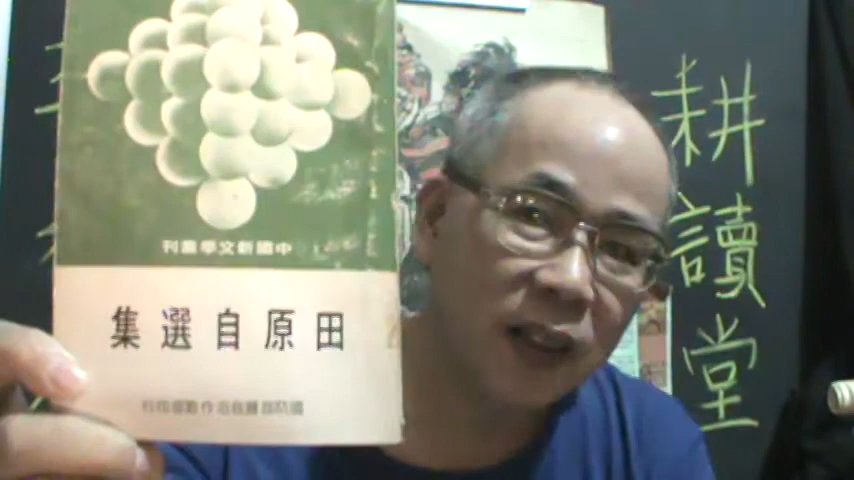 中國新文學叢刊
田原自選集
國防部總政治作戰部印行
耕讀堂